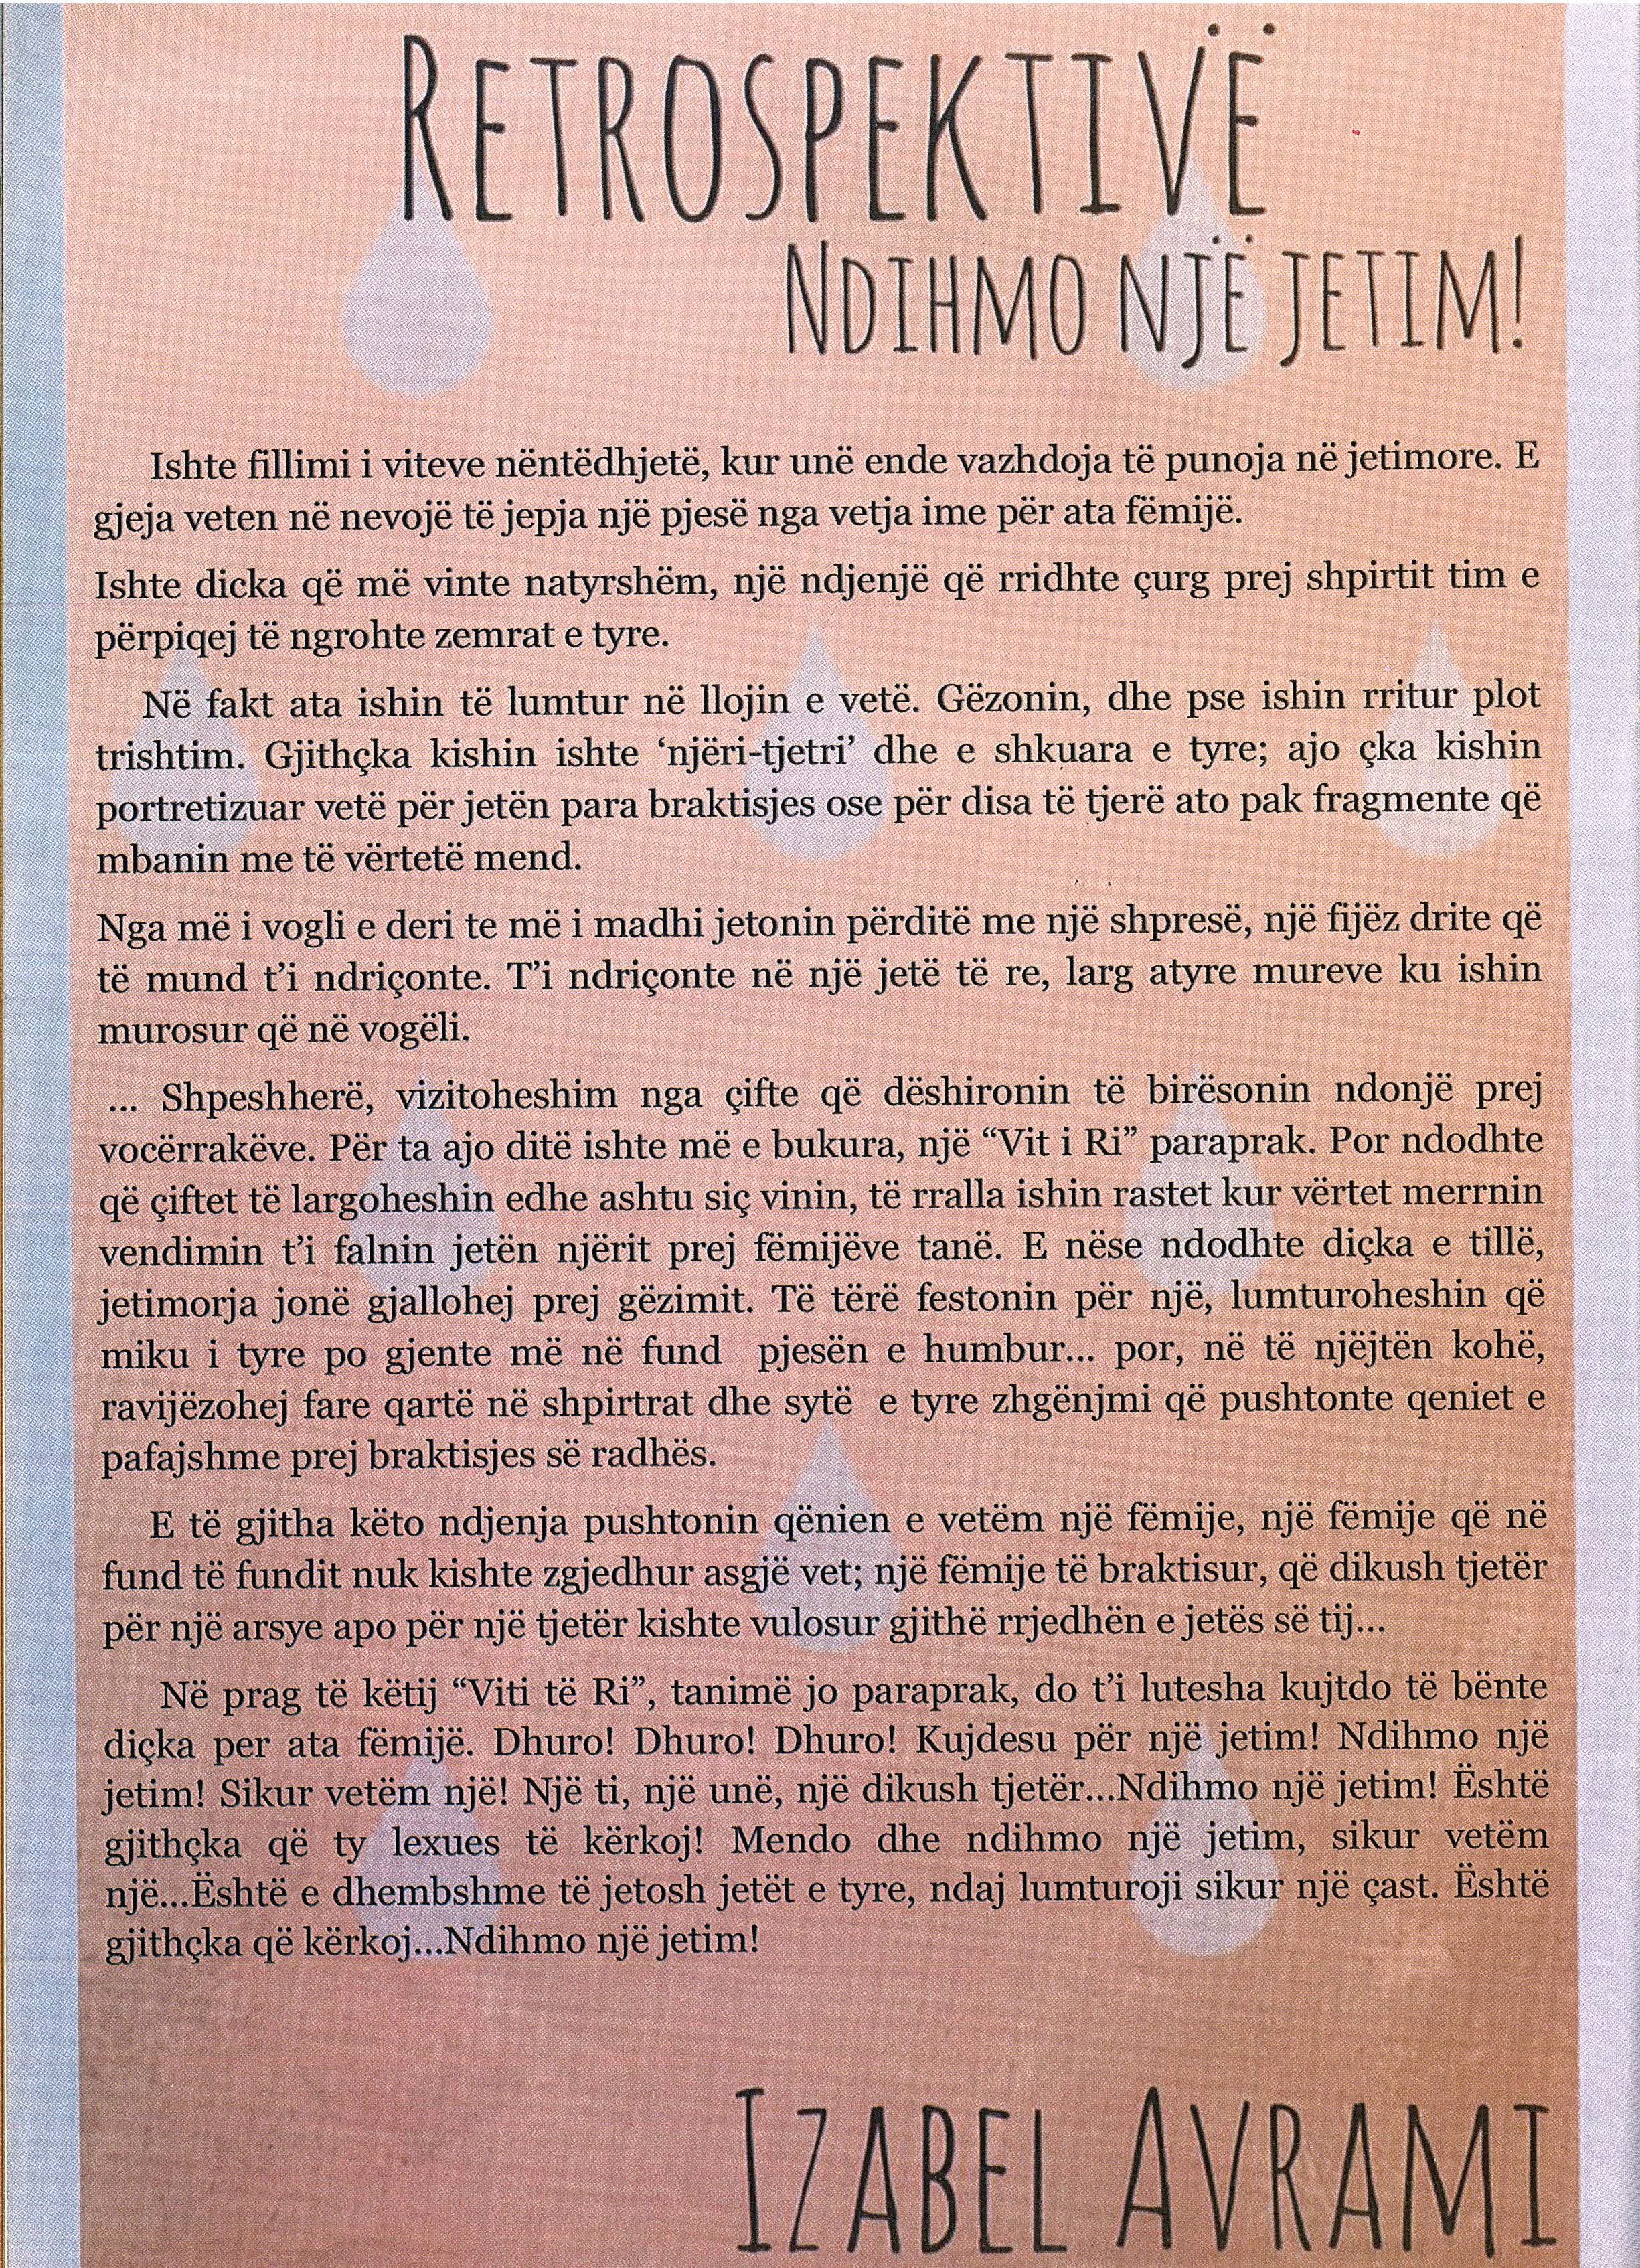 RETROSPEKTIVË
NDIHMO NJË JETIM!
Ishte fillimi i viteve nëntëdhjetë, kur unë ende vazhdoja të punoja në jetimore. E
gjeja veten në nevojë të jepja një pjesë nga vetja ime për ata fëmijë.
Ishte dicka që më vinte natyrshëm, një ndjenjë që rridhte çurg prej shpirtit tim e
përpiqej të ngrohte zemrat e tyre.
Në fakt ata ishin të lumtur në llojin e vetë. Gëzonin, dhe pse ishin rritur plot
trishtim. Gjithçka kishin ishte ‘njëri-tjetri’ dhe e shkuara e tyre; ajo çka kishin
portretizuar vetë për jetën para braktisjes ose për disa të tjerë ato pak fragmente që
mbanin me të vërtetë mend.
Nga më i vogli e deri te më i madhi jetonin përditë me një shpresë, një fijëz drite që
të mund t’i ndriçonte. T’i ndriçonte në një jetë të re, larg atyre mureve ku ishin
murosur që në vogëli.
... Shpeshherë, vizitoheshim nga çifte që dëshironin të birësonin ndonjë prej
vocërrakëve. Për ta ajo ditë ishte më e bukura, një “Vit i Ri” paraprak. Por ndodhte
që çiftet të largoheshin edhe ashtu siç vinin, të rralla ishin rastet kur vërtet merrnin
vendimin t’i falnin jetën njërit prej fëmijëve tanë. E nëse ndodhte diçka e tillë,
jetimorja jonë gjallohej prej gëzimit. Të tërë festonin për një, lumturoheshin që
miku i tyre po gjente më në fund pjesën e humbur... por, në të njëjtën kohë,
ravijëzohej fare qartë në shpirtrat dhe sytë e tyre zhgënjmi që pushtonte qeniet e
pafajshme prej braktisjes së radhës.
E të gjitha këto ndjenja pushtonin qënien e vetëm një fëmije, një fëmije që në
fund të fundit nuk kishte zgjedhur asgjë vet; një fëmije të braktisur, që dikush tjetër
për një arsye apo për një tjetër kishte vulosur gjithë rrjedhën e jetës së tij...
Në prag të këtij “Viti të Ri”, tanimë jo paraprak, do t’i lutesha kujtdo të bënte
diçka per ata fëmijë. Dhuro! Dhuro! Dhuro! Kujdesu për një jetim! Ndihmo një
jetim! Sikur vetëm një! Një ti, një unë, një dikush tjetër...Ndihmo një jetim! Është
gjithçka që ty lexues të kërkoj! Mendo dhe ndihmo një jetim, sikur vetëm
një...Është e dhembshme të jetosh jetët e tyre, ndaj lumturoji sikur një çast. Është
gjithçka që kërkoj...Ndihmo një jetim!
IZABEL AVRAMI